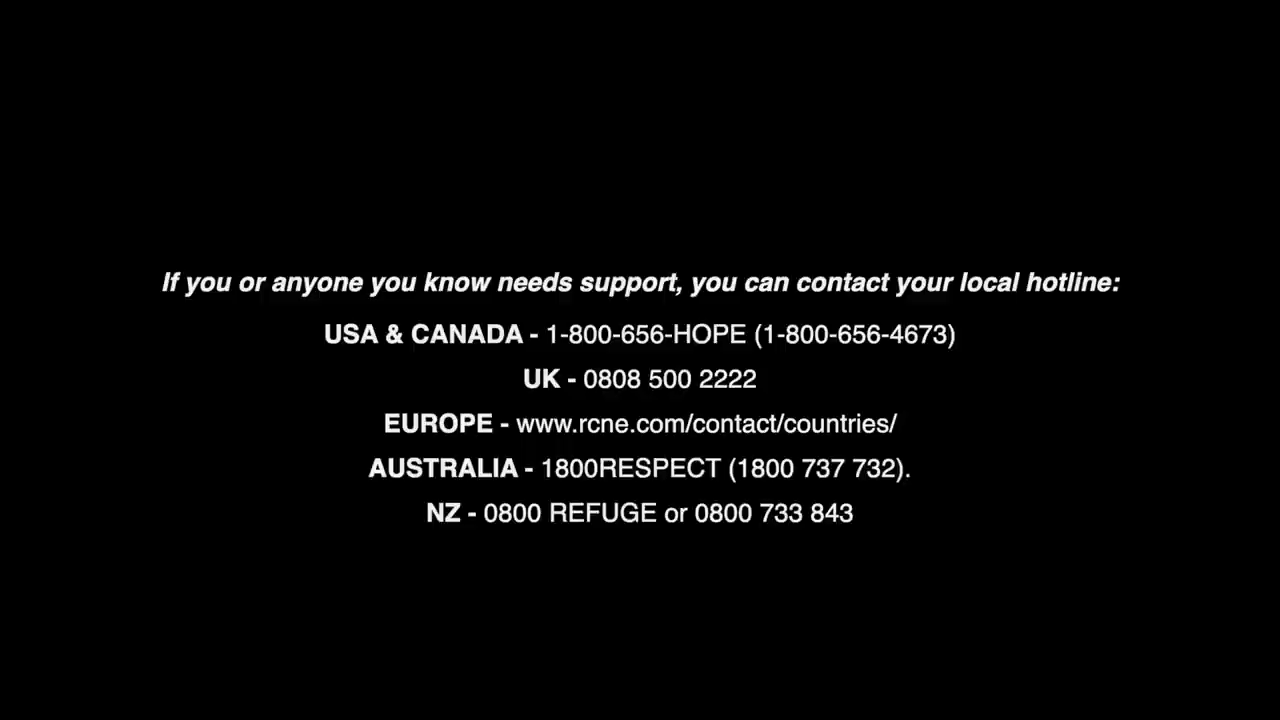 If you or anyone you know needs support, you can contact your local hotline:
USA & CANADA - 1-800-656-HOPE (1-800-656-4673)
UK - 0808 500 2222
EUROPE - www.rcne.com/contact/countries/
AUSTRALIA - 1800RESPECT (1800 737 732).
NZ - 0800 REFUGE or 0800 733 843